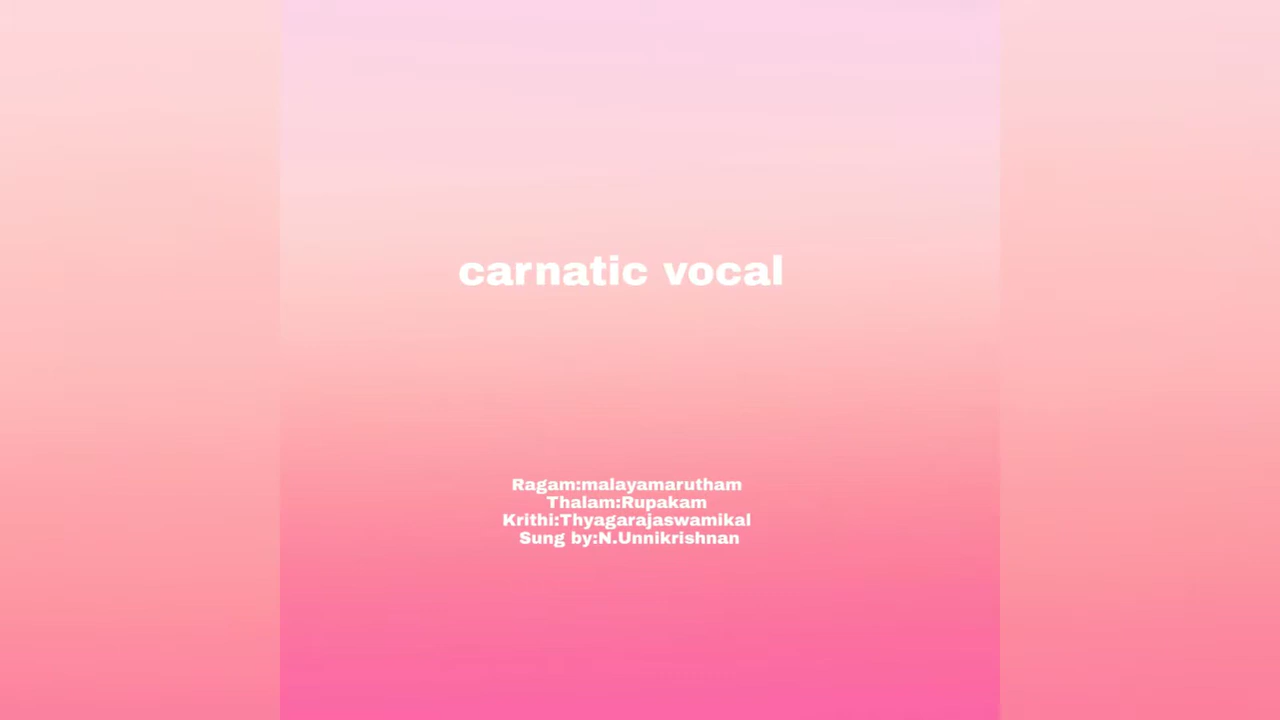 carnatic vocal
Ragam:malayamarutham
Thalam:Rupakam
Krithi:Thyagarajaswamikal
Sung by:N.Unnikrishnan